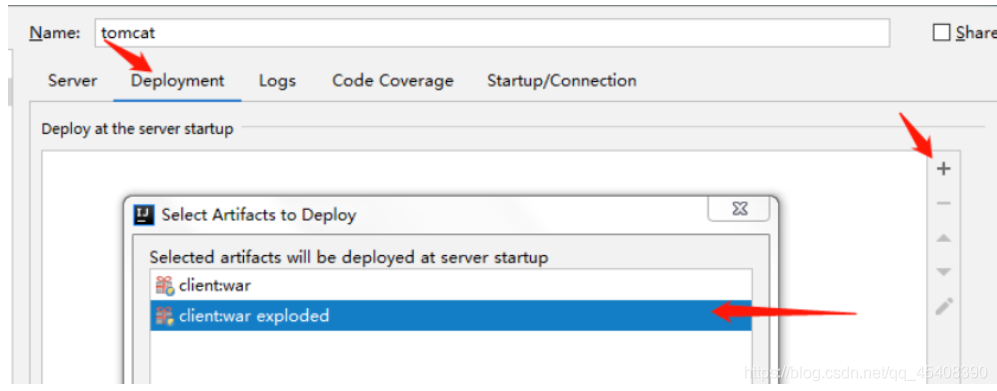 Name: tomcat Share
Server Deployment Logs Code Coverage Startup/Connection
Deploy at the server startup
Select Artifacts to Deploy
Selected artifacts will be deployed at server startup
client:war
client:war exploded
https://blog.csdn.net/qq_45408390